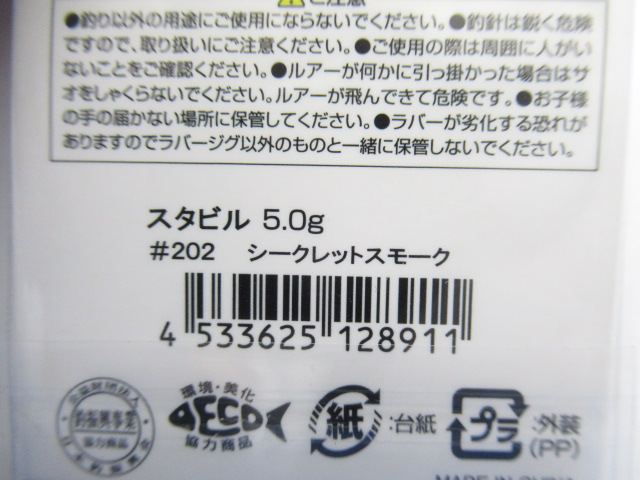 ご注意
●釣り以外の用途にご使用にならないでください。●釣針は鋭く危険
ですので、取り扱いにご注意ください。●ご使用の際は周囲に人がい
ないことをご確認ください。●ルアーが何かに引っ掛かった場合はサ
オをしゃくらないでください。ルアーが飛んできて危険です。●お子様
の手の届かない場所に保管してください。●ラバーが劣化する恐れが
ありますのでラバージグ以外のものと一緒に保管しないでください。
スタビル 5.0g
#202 シークレットスモーク
4 533625 128911
環境・美化
ECO
協力商品
紙
:台紙
プラ
:外装
(PP)
協力商品